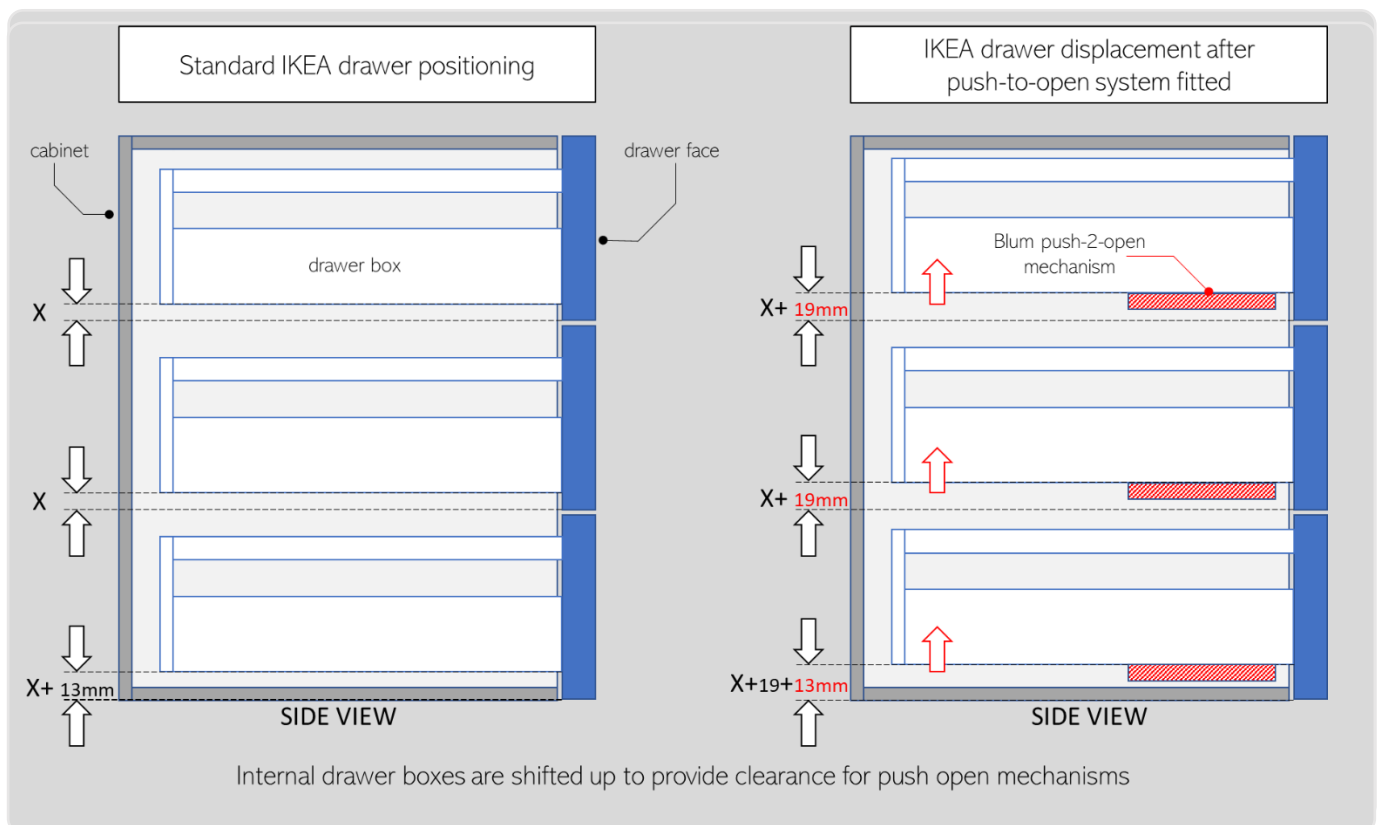 Standard IKEA drawer positioning
IKEA drawer displacement after
push-to-open system fitted
cabinet
drawer face
drawer box
Blum push-2-open
mechanism
X
X+ 19mm
X
X+ 19mm
X+ 13mm
X+19+13mm
SIDE VIEW
SIDE VIEW
Internal drawer boxes are shifted up to provide clearance for push open mechanisms